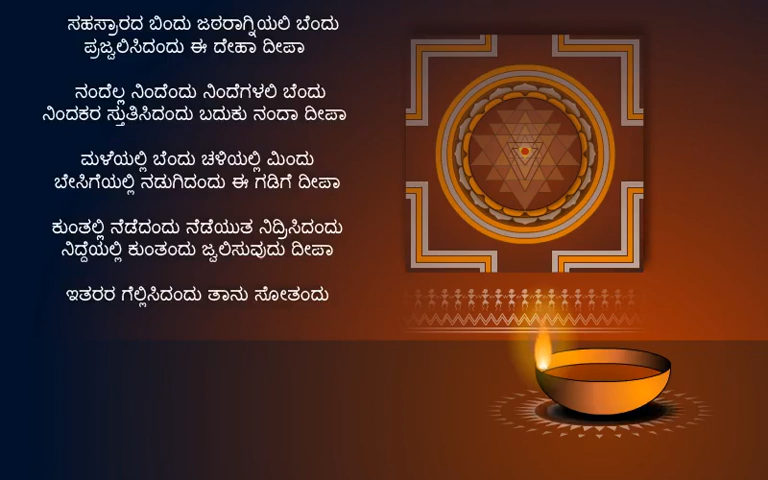 ಸಹಸ್ರಾರದ ಬಿಂದು ಜಠರಾಗ್ನಿಯಲಿ ಬೆಂದು
ಪ್ರಜ್ವಲಿಸಿದಂದು ಈ ದೇಹಾ ದೀಪಾ
ನಂದೆಲ್ಲ ನಿಂದೆಂದು ನಿಂದೆಗಳಲಿ ಬೆಂದು
ನಿಂದಕರ ಸ್ತುತಿಸಿದಂದು ಬದುಕು ನಂದಾ ದೀಪಾ
ಮಳೆಯಲ್ಲಿ ಬೆಂದು ಚಳಿಯಲ್ಲಿ ಮಿಂದು
ಬೇಸಿಗೆಯಲ್ಲಿ ನಡುಗಿದಂದು ಈ ಗಡಿಗೆ ದೀಪಾ
ಕುಂತಲ್ಲಿ ನೆಡೆದಂದು ನೆಡೆಯುತ ನಿದ್ರಿಸಿದಂದು
ನಿದ್ದೆಯಲ್ಲಿ ಕುಂತಂದು ಜ್ವಲಿಸುವುದು ದೀಪಾ
ಇತರರ ಗೆಲ್ಲಿಸಿದಂದು ತಾನು ಸೋತಂದು